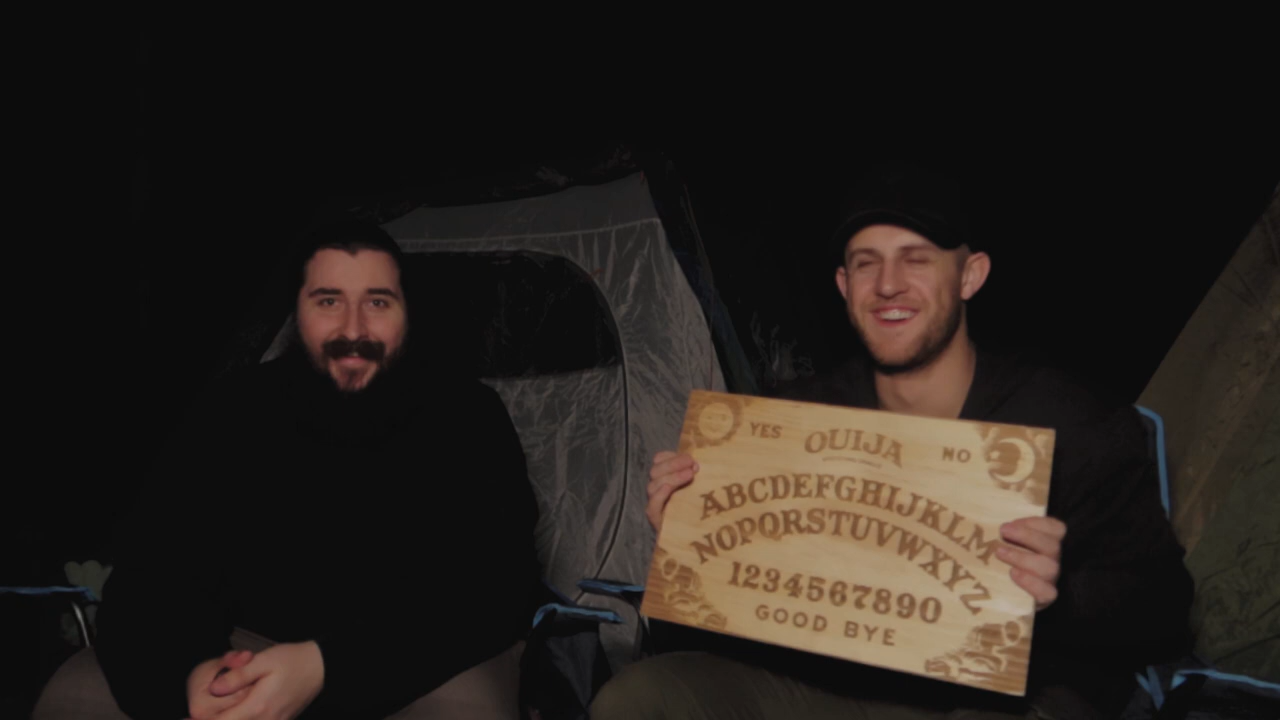 YES OUIJA NO
ABCDEFGHIJKLM
NOPQRSTUVWXYZ
1234567890
GOOD BYE